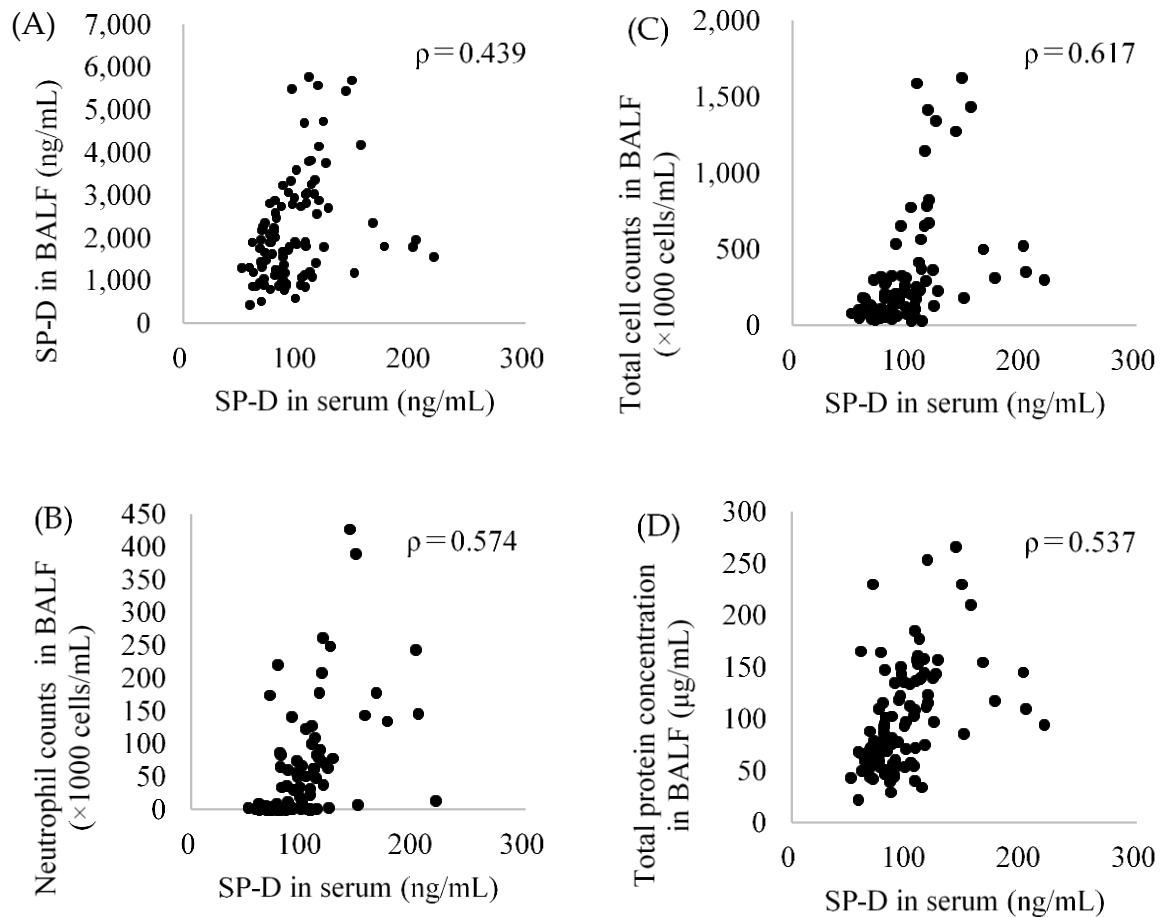 (A)
7,000
6,000
5,000
4,000
3,000
2,000
1,000
0
SP-D in BALF (ng/mL)
ρ＝0.439
0 100 200 300
SP-D in serum (ng/mL)
(C)
2,000
1,500
1,000
500
0
Total cell counts in BALF
(×1000 cells/mL)
ρ＝0.617
0 100 200 300
SP-D in serum (ng/mL)
(B)
450
400
350
300
250
200
150
100
50
0
Neutrophil counts in BALF
(×1000 cells/mL)
ρ＝0.574
0 100 200 300
SP-D in serum (ng/mL)
(D)
300
250
200
150
100
50
0
Total protein concentration
in BALF (μg/mL)
ρ＝0.537
0 100 200 300
SP-D in serum (ng/mL)